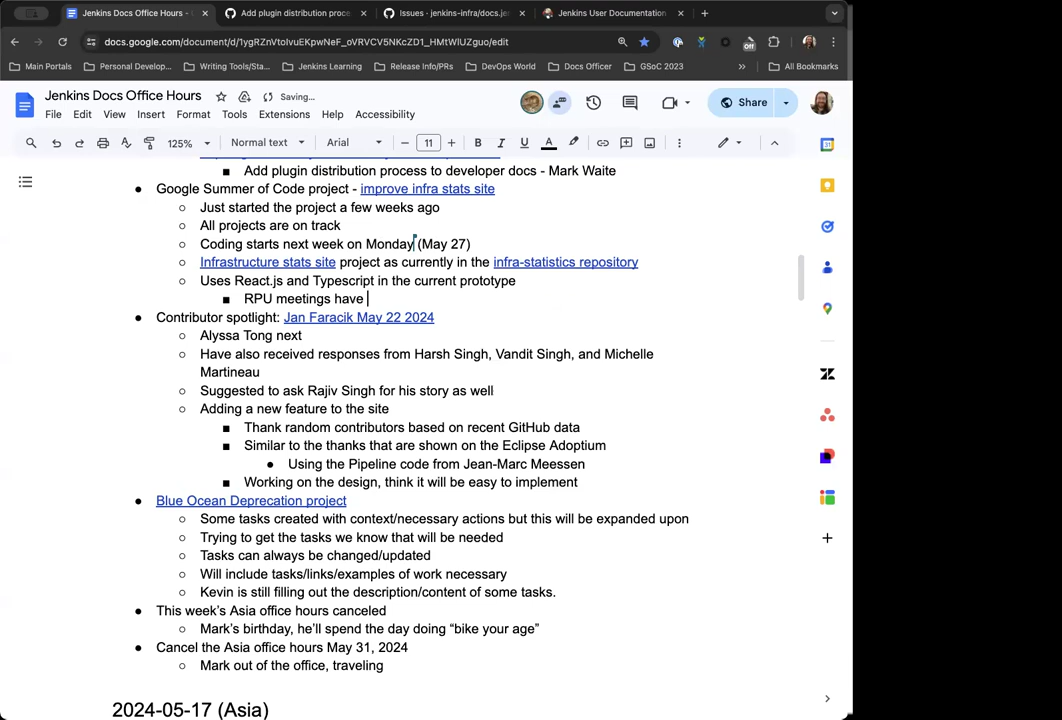 Jenkins Docs Office Hours -
Add plugin distribution proce
Issues · jenkins-infra/docs.je
Jenkins User Documentation
docs.google.com/document/d/1ygRZnVtoIvuEKpwNeF_oVRVCV5NKcZD1_HMtWlUZguo/edit
Off
Main Portals
Personal Develop...
Writing Tools/Sta...
Jenkins Learning
Release Info/PRs
DevOps World
Docs Officer
GSoC 2023
»
All Bookmarks
Jenkins Docs Office Hours
Saving...
File Edit View Insert Format Tools Extensions Help Accessibility
Share
125%
Normal text
Arial
11
B I U A
Add plugin distribution process to developer docs - Mark Waite
Google Summer of Code project - improve infra stats site
Just started the project a few weeks ago
All projects are on track
Coding starts next week on Monday (May 27)
Infrastructure stats site project as currently in the infra-statistics repository
Uses React.js and Typescript in the current prototype
RPU meetings have
Contributor spotlight: Jan Faracik May 22 2024
Alyssa Tong next
Have also received responses from Harsh Singh, Vandit Singh, and Michelle
Martineau
Suggested to ask Rajiv Singh for his story as well
Adding a new feature to the site
Thank random contributors based on recent GitHub data
Similar to the thanks that are shown on the Eclipse Adoptium
Using the Pipeline code from Jean-Marc Meessen
Working on the design, think it will be easy to implement
Blue Ocean Deprecation project
Some tasks created with context/necessary actions but this will be expanded upon
Trying to get the tasks we know that will be needed
Tasks can always be changed/updated
Will include tasks/links/examples of work necessary
Kevin is still filling out the description/content of some tasks.
This week's Asia office hours canceled
Mark's birthday, he'll spend the day doing “bike your age”
Cancel the Asia office hours May 31, 2024
Mark out of the office, traveling
2024-05-17 (Asia)